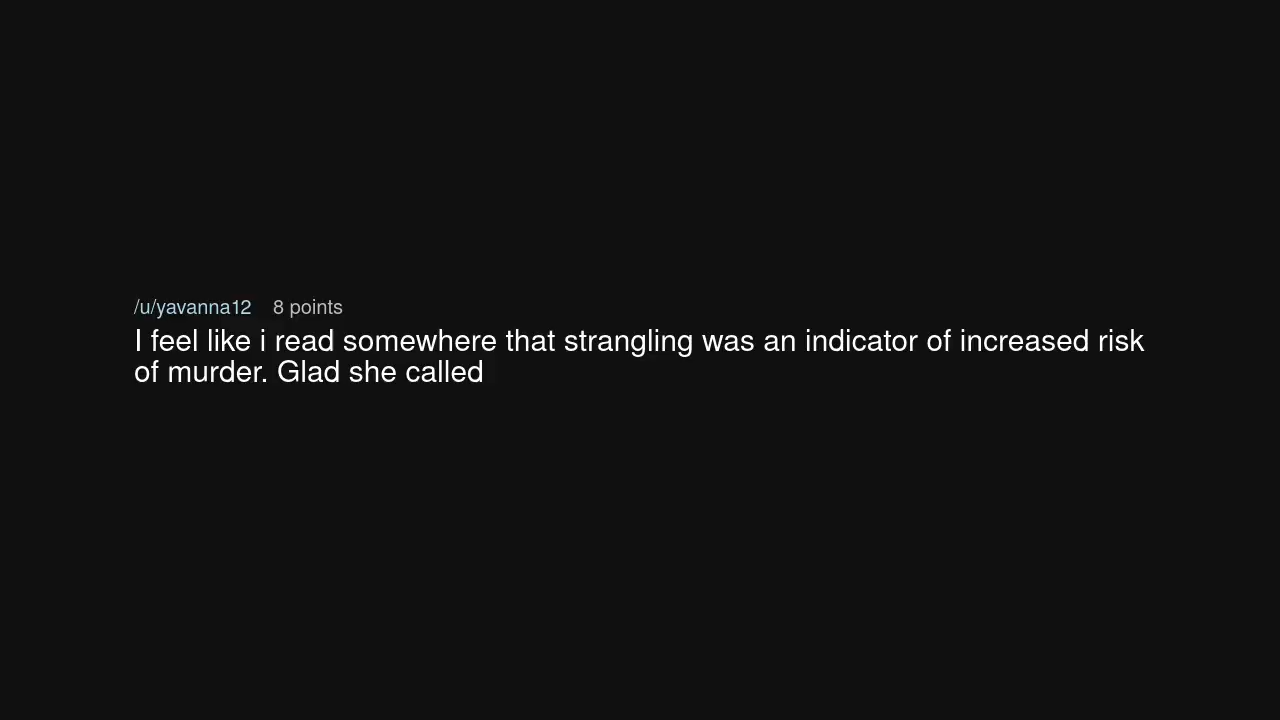 /u/yavanna12 8 points
I feel like i read somewhere that strangling was an indicator of increased risk
of murder. Glad she called